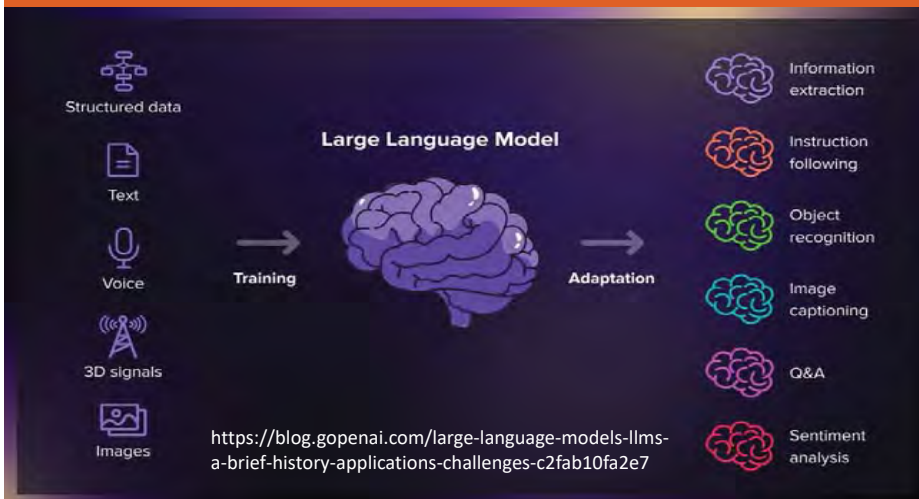 Structured data
Text
Voice
3D signals
Images
Large Language Model
Training
Adaptation
Information
extraction
Instruction
following
Object
recognition
Image
captioning
Q&A
Sentiment
analysis
https://blog.gopenai.com/large-language-models-llms-
a-brief-history-applications-challenges-c2fab10fa2e7